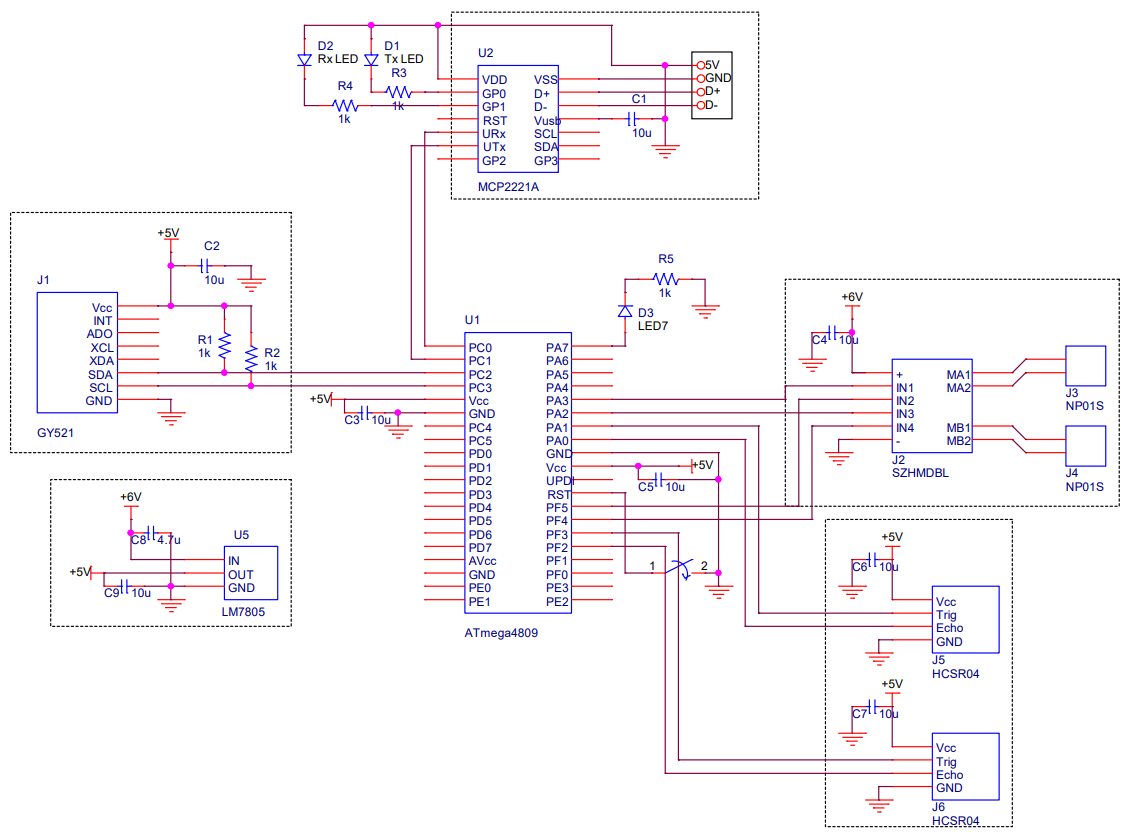 D2
Rx LED
D1
Tx LED
R3
1k
R4
1k
U2
VDD
GP0
GP1
RST
URx
UTx
GP2
VSS
D+
D-
Vusb
SCL
SDA
GP3
MCP2221A
C1
10u
5V
GND
D+
D-
+5V
C2
10u
J1
Vcc
INT
ADO
XCL
XDA
SDA
SCL
GND
GY521
R1
1k
R2
1k
R5
1k
D3
LED7
U1
PC0
PC1
PC2
PC3
Vcc
GND
PC4
PC5
PD0
PD1
PD2
PD3
PD4
PD5
PD6
PD7
AVcc
GND
PE0
PE1
PA7
PA6
PA5
PA4
PA3
PA2
PA1
PA0
GND
Vcc
UPDI
RST
PF5
PF4
PF3
PF2
PF1
PF0
PE3
PE2
ATmega4809
+5V
C3
10u
+5V
C5
10u
1
2
+6V
C4
10u
+
IN1
IN2
IN3
IN4
-
MA1
MA2
MB1
MB2
J2
SZHMDBL
J3
NP01S
J4
NP01S
+6V
C8
4.7u
U5
+5V
C9
10u
IN
OUT
GND
LM7805
+5V
C6
10u
Vcc
Trig
Echo
GND
J5
HCSR04
+5V
C7
10u
Vcc
Trig
Echo
GND
J6
HCSR04